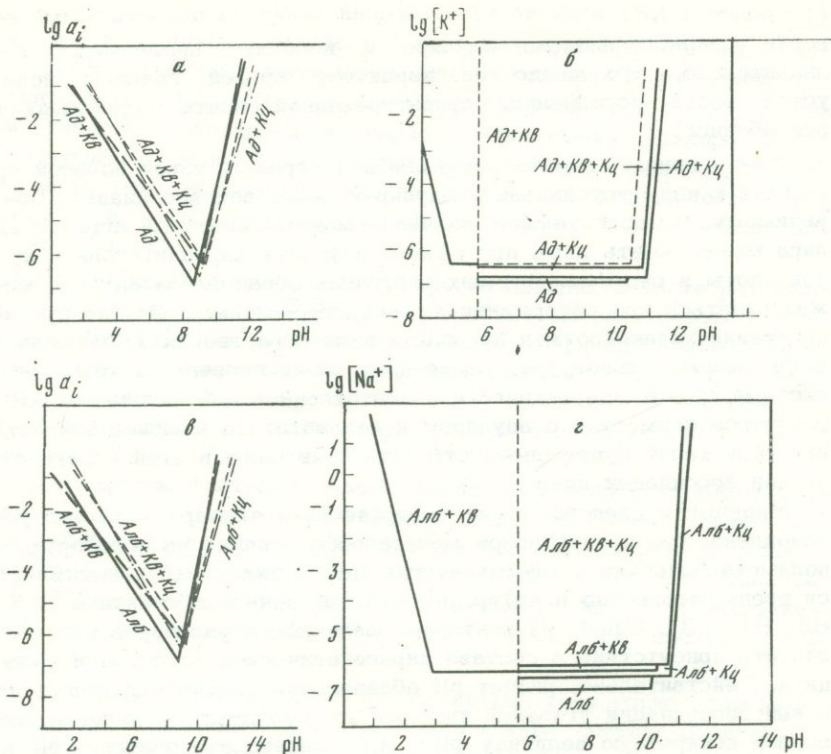 lg aᵢ
а
-2
-4
-6
4
8
12
pH
Ад+Кв
Ад+Кв+Кц
Ад
Ад+Кц
lg [K⁺]
б
2
4
-6
-8
6
8
10
12
pH
Ад+Кв
Ад+Кв+Кц
Ад+Кц
Ад+Кц
Ад
lg aᵢ
в
-2
-4
-6
-8
2
6
10
14
pH
Алб+Кв
Алб+Кв+Кц
Алб
Алб+Кц
lg [Na⁺]
г
1
0
1
3
5
7
0
2
4
6
8
10
12
14 pH
Алб+Кв
Алб+Кв+Кц
Алб+Кц
Алб+Кв
Алб+Кц
Алб